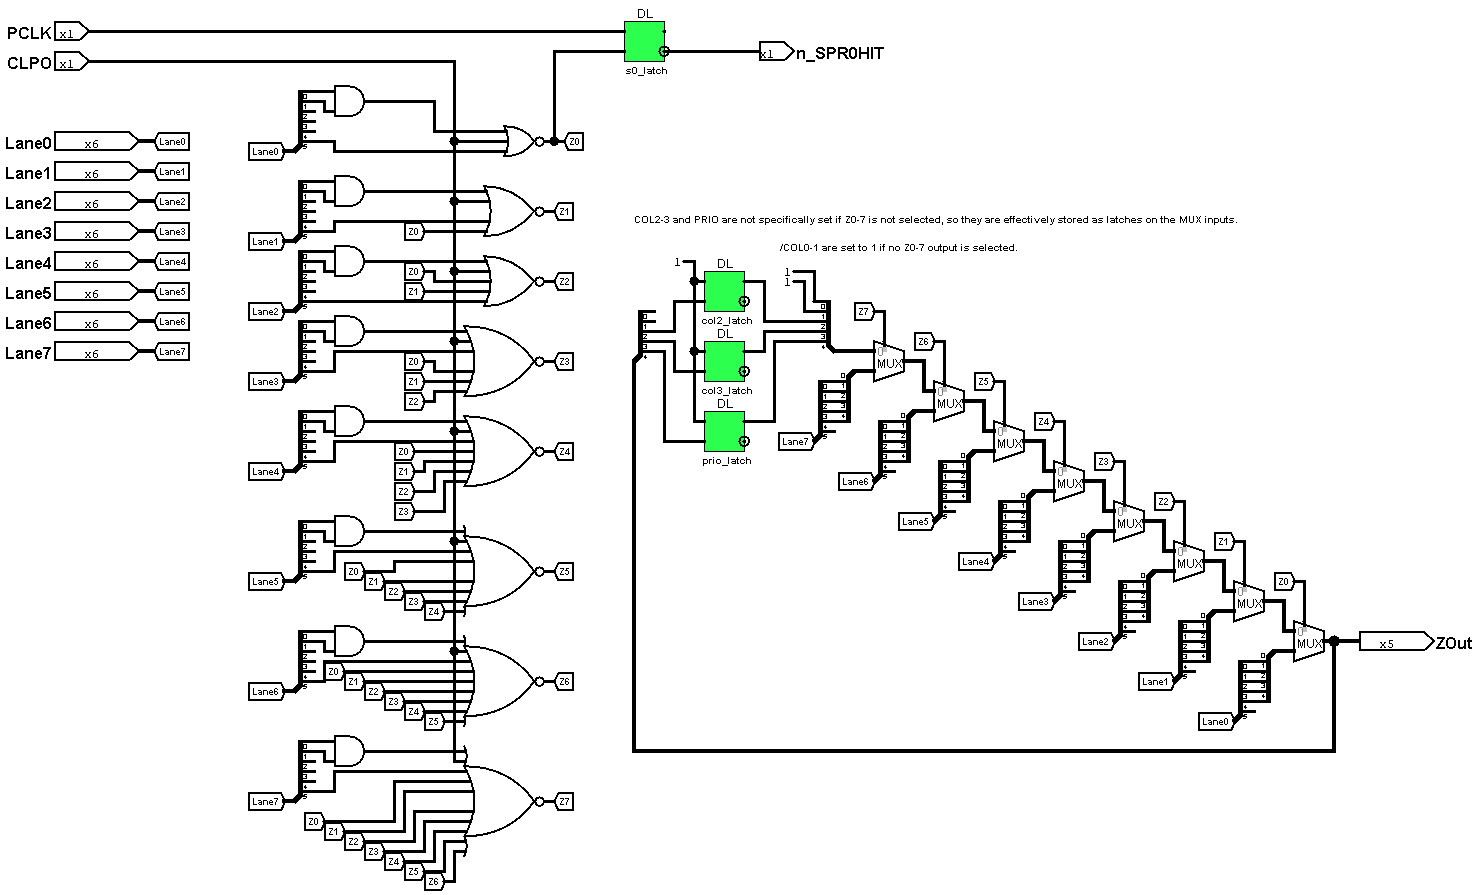 PCLK x1
CLPO x1
DL
s0_latch
x1 n_SPR0HIT
Lane0 x6 Lane0
Lane1 x6 Lane1
Lane2 x6 Lane2
Lane3 x6 Lane3
Lane4 x6 Lane4
Lane5 x6 Lane5
Lane6 x6 Lane6
Lane7 x6 Lane7
Lane0 Z0
Lane1 Z0 Z1
Lane2 Z0 Z1 Z2
Lane3 Z0 Z1 Z2 Z3
Lane4 Z0 Z1 Z2 Z3 Z4
Lane5 Z0 Z1 Z2 Z3 Z4 Z5
Lane6 Z0 Z1 Z2 Z3 Z4 Z5 Z6
Lane7 Z0 Z1 Z2 Z3 Z4 Z5 Z6 Z7
COL2-3 and PRIO are not specifically set if Z0-7 is not selected, so they are effectively stored as latches on the MUX inputs.
/COL0-1 are set to 1 if no Z0-7 output is selected.
1
DL
col2_latch
DL
col3_latch
DL
prio_latch
1
1
Z7 MUX Lane7
Z6 MUX Lane6
Z5 MUX Lane5
Z4 MUX Lane4
Z3 MUX Lane3
Z2 MUX Lane2
Z1 MUX Lane1
Z0 MUX Lane0
x5 ZOut